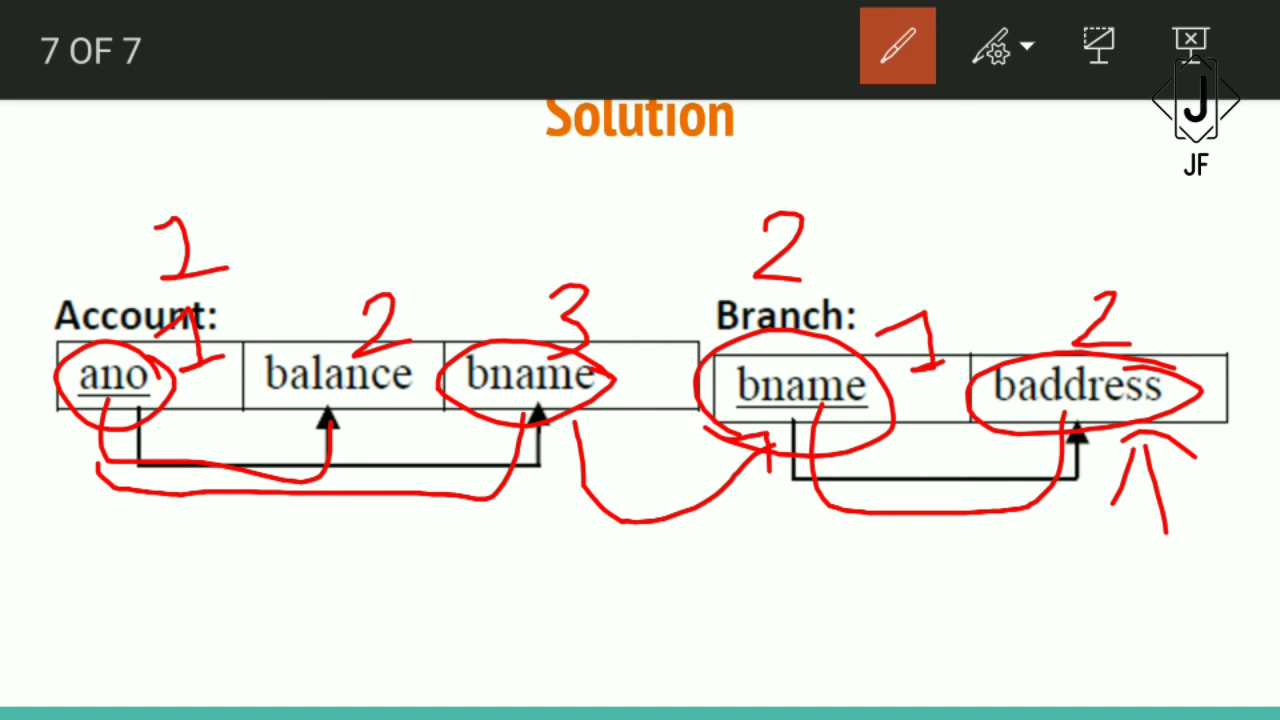 7 OF 7
J
JF
Solution
1 2
Account: 1 2 3 Branch: 1 2
ano balance bname bname baddress